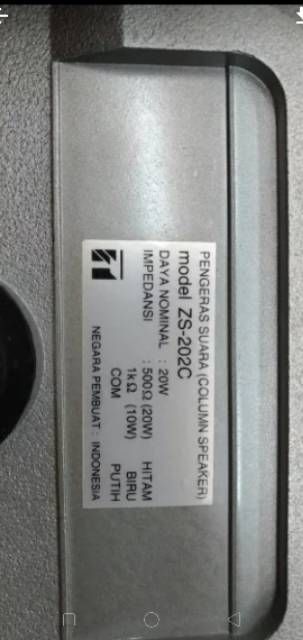 PENGERAS SUARA (COLUMN SPEAKER)
model ZS-202C
DAYA NOMINAL : 20W
IMPEDANSI : 500Ω (20W) HITAM
1kΩ (10W) BIRU
COM PUTIH
NEGARA PEMBUAT : INDONESIA